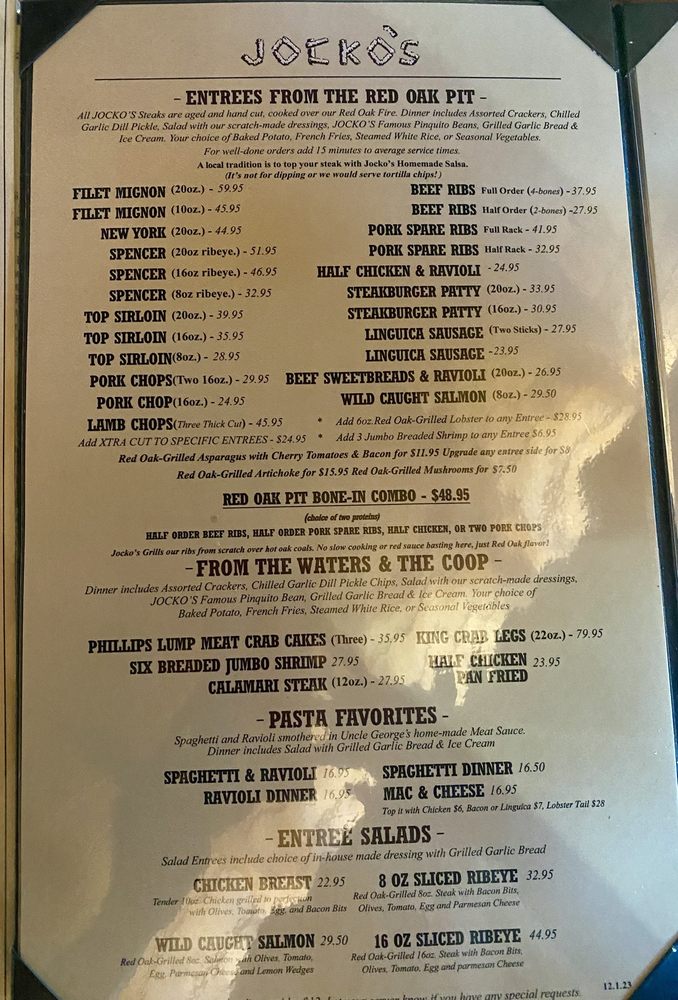 JOCKO'S
- ENTREES FROM THE RED OAK PIT -
All JOCKO'S Steaks are aged and hand cut, cooked over our Red Oak Fire. Dinner includes Assorted Crackers, Chilled
Garlic Dill Pickle, Salad with our scratch-made dressings, JOCKO'S Famous Pinquito Beans, Grilled Garlic Bread &
Ice Cream. Your choice of Baked Potato, French Fries, Steamed White Rice, or Seasonal Vegetables.
For well-done orders add 15 minutes to average service times.
A local tradition is to top your steak with Jocko's Homemade Salsa.
(It's not for dipping or we would serve tortilla chips!)
FILET MIGNON (20oz.) - 59.95
FILET MIGNON (10oz.) - 45.95
NEW YORK (20oz.) - 44.95
SPENCER (20oz ribeye.) - 51.95
SPENCER (16oz ribeye.) - 46.95
SPENCER (8oz ribeye.) - 32.95
TOP SIRLOIN (20oz.) - 39.95
TOP SIRLOIN (16oz.) - 35.95
TOP SIRLOIN(8oz.) - 28.95
PORK CHOPS(Two 16oz.) - 29.95
PORK CHOP(16oz.) - 24.95
LAMB CHOPS(Three Thick Cut) - 45.95
Add XTRA CUT TO SPECIFIC ENTREES - $24.95
BEEF RIBS Full Order (4-bones) -37.95
BEEF RIBS Half Order (2-bones) -27.95
PORK SPARE RIBS Full Rack - 41.95
PORK SPARE RIBS Half Rack - 32.95
HALF CHICKEN & RAVIOLI - 24.95
STEAKBURGER PATTY (20oz.) - 33.95
STEAKBURGER PATTY (16oz.) - 30.95
LINGUICA SAUSAGE (Two Sticks) - 27.95
LINGUICA SAUSAGE -23.95
BEEF SWEETBREADS & RAVIOLI (20oz.) - 26.95
WILD CAUGHT SALMON (8oz.) - 29.50
* Add 6oz.Red Oak-Grilled Lobster to any Entree - $28.95
* Add 3 Jumbo Breaded Shrimp to any Entree $6.95
Red Oak-Grilled Asparagus with Cherry Tomatoes & Bacon for $11.95 Upgrade any entree side for $8
Red Oak-Grilled Artichoke for $15.95 Red Oak-Grilled Mushrooms for $7.50
RED OAK PIT BONE-IN COMBO - $48.95
(choice of two proteins)
HALF ORDER BEEF RIBS, HALF ORDER PORK SPARE RIBS, HALF CHICKEN, OR TWO PORK CHOPS
Jocko's Grills our ribs from scratch over hot oak coals. No slow cooking or red sauce basting here, just Red Oak flavor!
- FROM THE WATERS & THE COOP -
Dinner includes Assorted Crackers, Chilled Garlic Dill Pickle Chips, Salad with our scratch-made dressings,
JOCKO'S Famous Pinquito Bean, Grilled Garlic Bread & Ice Cream. Your choice of
Baked Potato, French Fries, Steamed White Rice, or Seasonal Vegetables
PHILLIPS LUMP MEAT CRAB CAKES (Three) - 35.95
SIX BREADED JUMBO SHRIMP 27.95
CALAMARI STEAK (12oz.) - 27.95
KING CRAB LEGS (22oz.) - 79.95
HALF CHICKEN 23.95
PAN FRIED
- PASTA FAVORITES -
Spaghetti and Ravioli smothered in Uncle George's home-made Meat Sauce.
Dinner includes Salad with Grilled Garlic Bread & Ice Cream
SPAGHETTI & RAVIOLI 16.95
RAVIOLI DINNER 16.95
SPAGHETTI DINNER 16.50
MAC & CHEESE 16.95
Top it with Chicken $6, Bacon or Linguica $7, Lobster Tail $28
- ENTREE SALADS -
Salad Entrees include choice of in-house made dressing with Grilled Garlic Bread
CHICKEN BREAST 22.95
Tender 10oz. Chicken grilled to perfection
with Olives, Tomato, Egg, and Bacon Bits
8 OZ SLICED RIBEYE 32.95
Red Oak-Grilled 8oz. Steak with Bacon Bits,
Olives, Tomato, Egg and Parmesan Cheese
WILD CAUGHT SALMON 29.50
Red Oak-Grilled 8oz. Salmon with Olives, Tomato,
Egg, Parmesan Cheese and Lemon Wedges
16 OZ SLICED RIBEYE 44.95
Red Oak-Grilled 16oz. Steak with Bacon Bits,
Olives, Tomato, Egg and parmesan Cheese
12.1.23
know if you have any special requests.